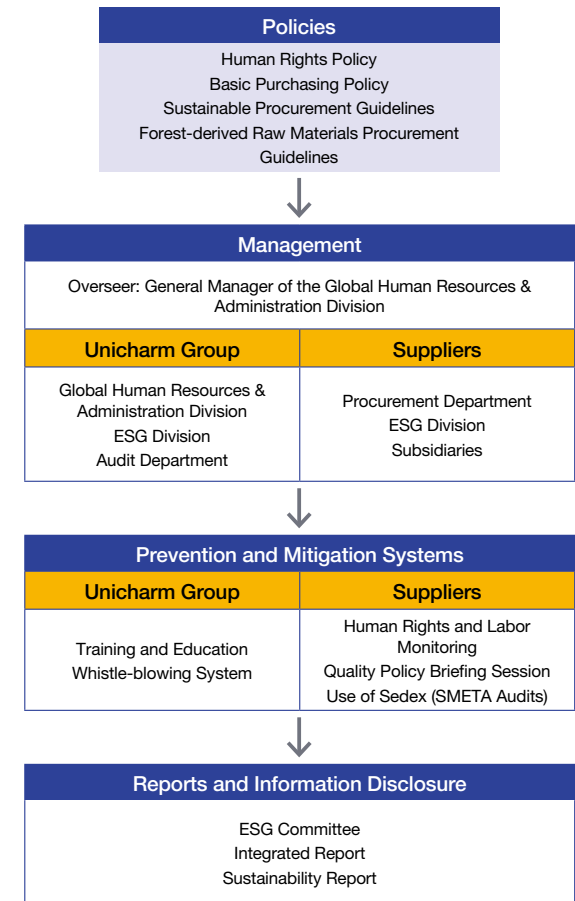 Policies
Human Rights Policy
Basic Purchasing Policy
Sustainable Procurement Guidelines
Forest-derived Raw Materials Procurement
Guidelines
Management
Overseer: General Manager of the Global Human Resources &
Administration Division
Unicharm Group
Global Human Resources &
Administration Division
ESG Division
Audit Department
Suppliers
Procurement Department
ESG Division
Subsidiaries
Prevention and Mitigation Systems
Unicharm Group
Training and Education
Whistle-blowing System
Suppliers
Human Rights and Labor
Monitoring
Quality Policy Briefing Session
Use of Sedex (SMETA Audits)
Reports and Information Disclosure
ESG Committee
Integrated Report
Sustainability Report